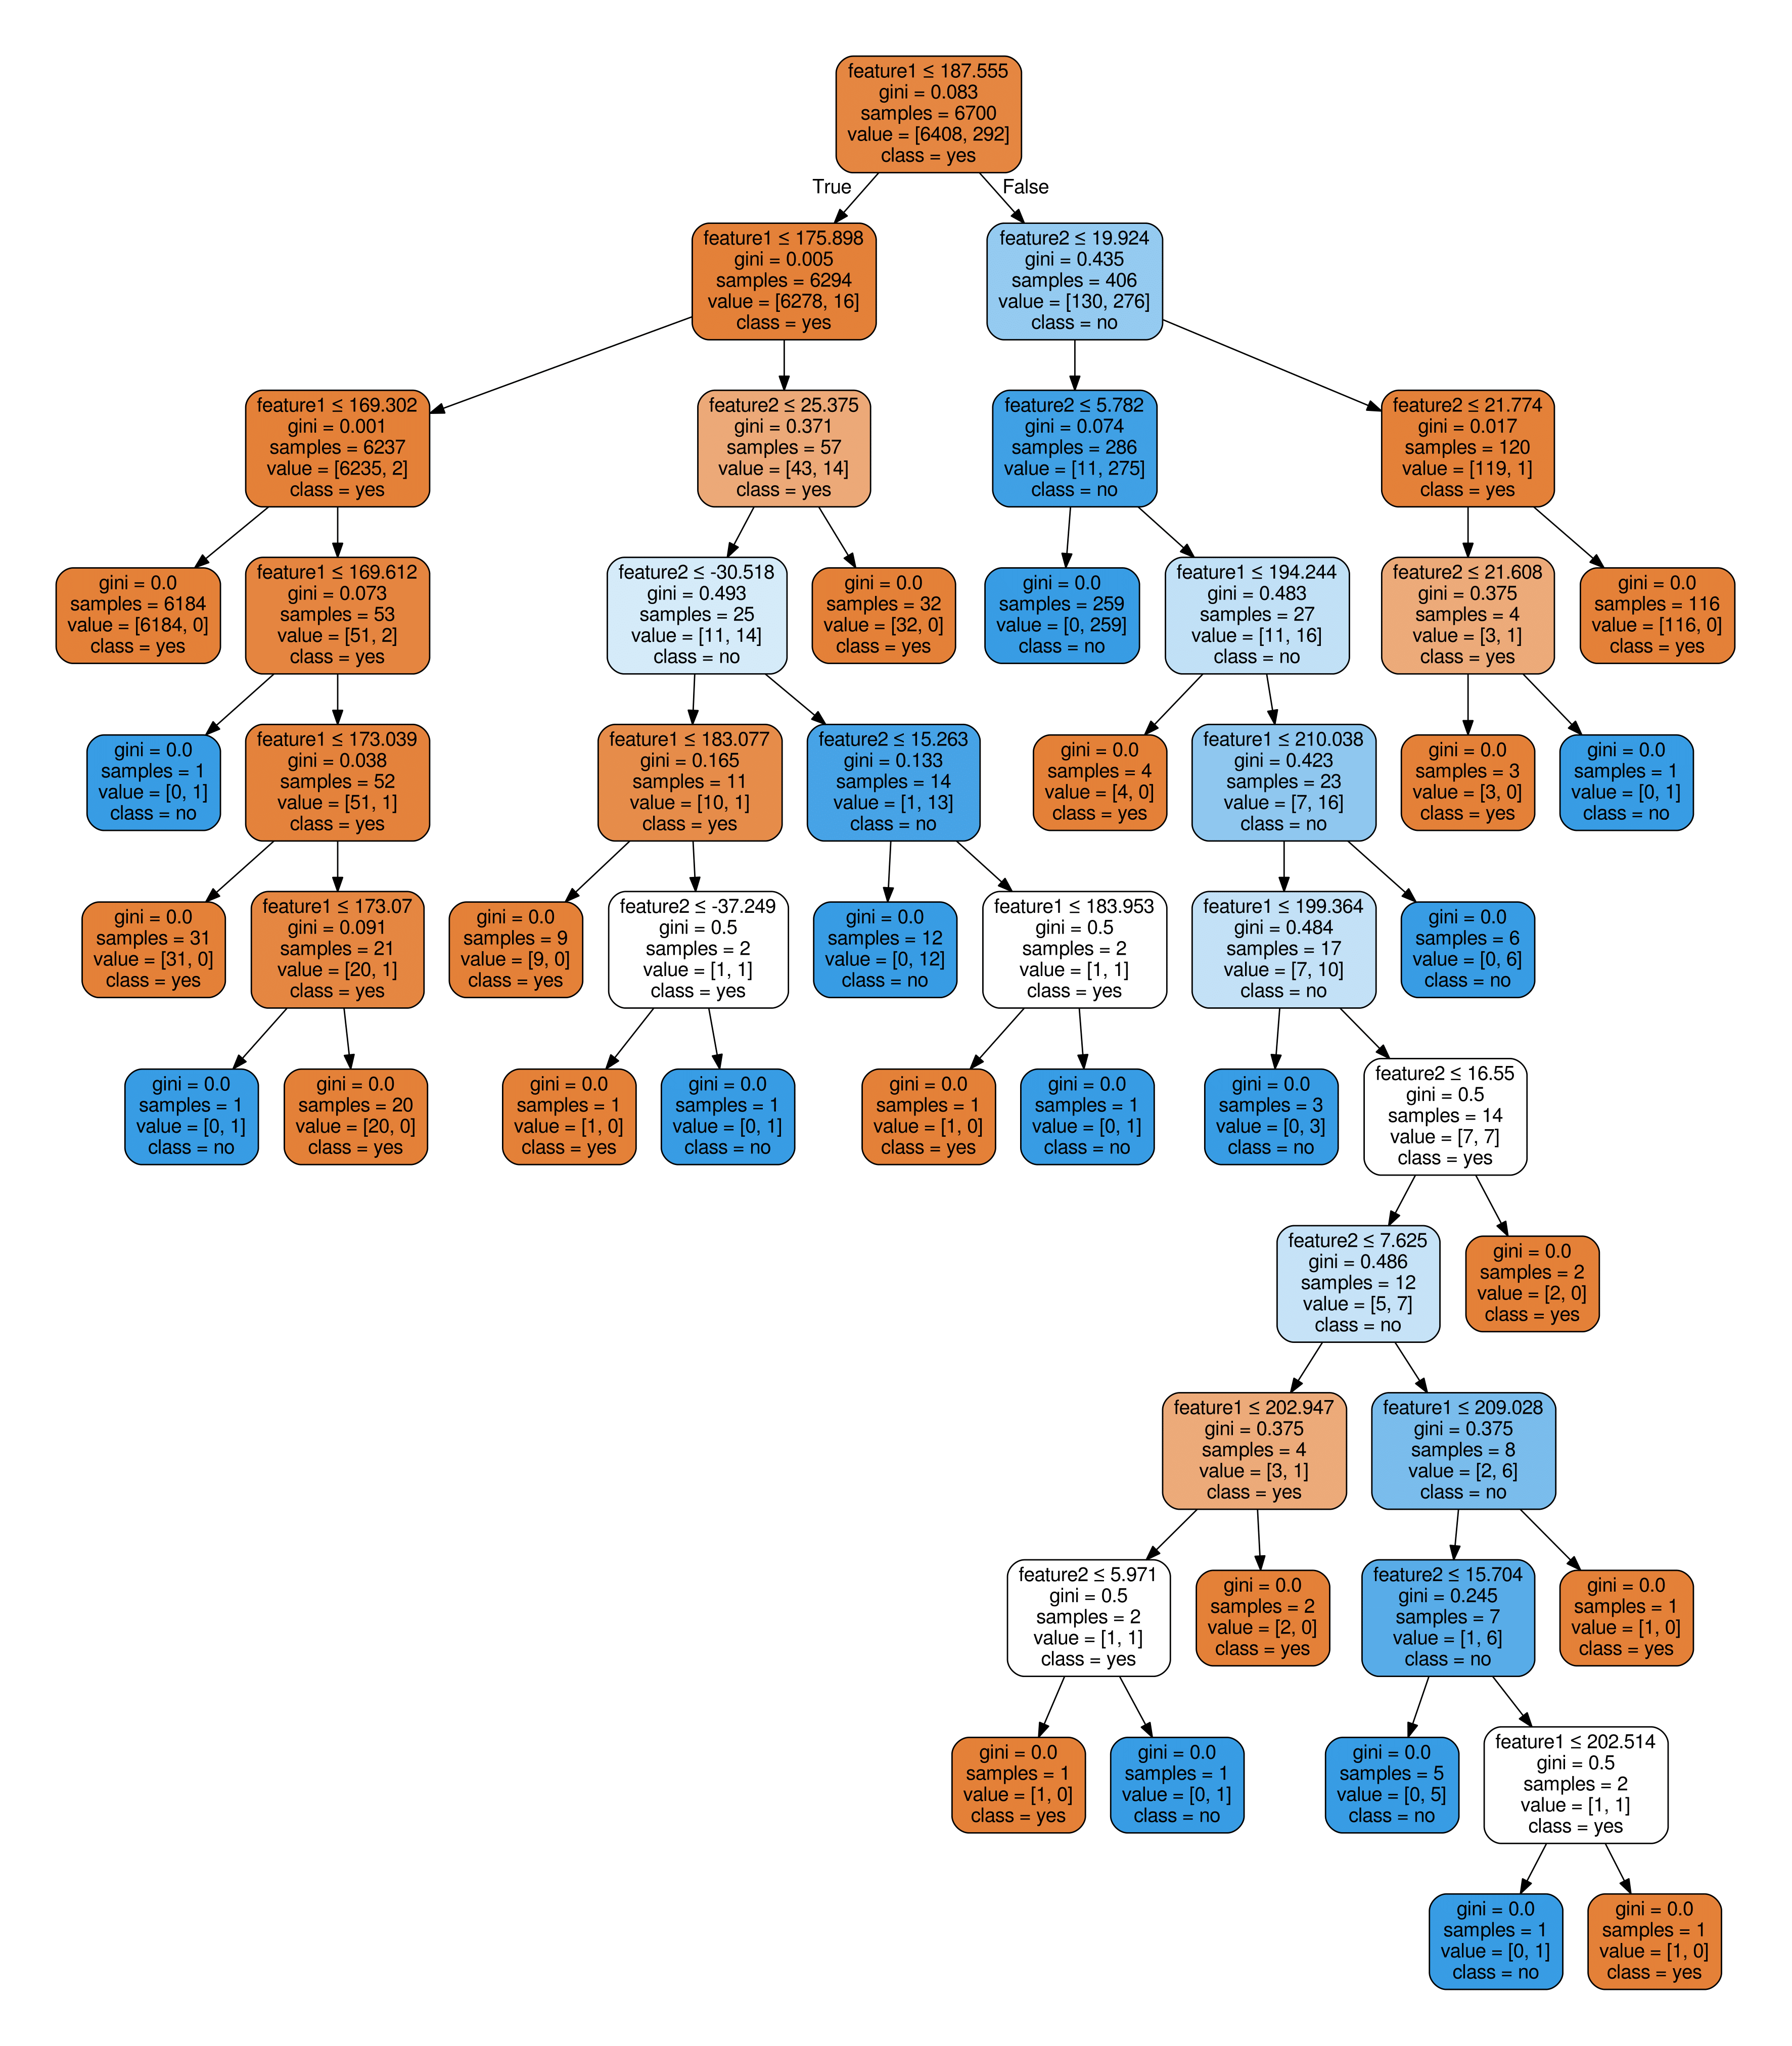 feature1 ≤ 187.555
gini = 0.083
samples = 6700
value = [6408, 292]
class = yes
True
False
feature1 ≤ 175.898
gini = 0.005
samples = 6294
value = [6278, 16]
class = yes
feature2 ≤ 19.924
gini = 0.435
samples = 406
value = [130, 276]
class = no
feature1 ≤ 169.302
gini = 0.001
samples = 6237
value = [6235, 2]
class = yes
feature2 ≤ 25.375
gini = 0.371
samples = 57
value = [43, 14]
class = yes
feature2 ≤ 5.782
gini = 0.074
samples = 286
value = [11, 275]
class = no
feature2 ≤ 21.774
gini = 0.017
samples = 120
value = [119, 1]
class = yes
gini = 0.0
samples = 6184
value = [6184, 0]
class = yes
feature1 ≤ 169.612
gini = 0.073
samples = 53
value = [51, 2]
class = yes
feature2 ≤ -30.518
gini = 0.493
samples = 25
value = [11, 14]
class = no
gini = 0.0
samples = 32
value = [32, 0]
class = yes
gini = 0.0
samples = 259
value = [0, 259]
class = no
feature1 ≤ 194.244
gini = 0.483
samples = 27
value = [11, 16]
class = no
feature2 ≤ 21.608
gini = 0.375
samples = 4
value = [3, 1]
class = yes
gini = 0.0
samples = 116
value = [116, 0]
class = yes
gini = 0.0
samples = 1
value = [0, 1]
class = no
feature1 ≤ 173.039
gini = 0.038
samples = 52
value = [51, 1]
class = yes
feature1 ≤ 183.077
gini = 0.165
samples = 11
value = [10, 1]
class = yes
feature2 ≤ 15.263
gini = 0.133
samples = 14
value = [1, 13]
class = no
gini = 0.0
samples = 4
value = [4, 0]
class = yes
feature1 ≤ 210.038
gini = 0.423
samples = 23
value = [7, 16]
class = no
gini = 0.0
samples = 3
value = [3, 0]
class = yes
gini = 0.0
samples = 1
value = [0, 1]
class = no
gini = 0.0
samples = 31
value = [31, 0]
class = yes
feature1 ≤ 173.07
gini = 0.091
samples = 21
value = [20, 1]
class = yes
gini = 0.0
samples = 9
value = [9, 0]
class = yes
feature2 ≤ -37.249
gini = 0.5
samples = 2
value = [1, 1]
class = yes
gini = 0.0
samples = 12
value = [0, 12]
class = no
feature1 ≤ 183.953
gini = 0.5
samples = 2
value = [1, 1]
class = yes
feature1 ≤ 199.364
gini = 0.484
samples = 17
value = [7, 10]
class = no
gini = 0.0
samples = 6
value = [0, 6]
class = no
gini = 0.0
samples = 1
value = [0, 1]
class = no
gini = 0.0
samples = 20
value = [20, 0]
class = yes
gini = 0.0
samples = 1
value = [1, 0]
class = yes
gini = 0.0
samples = 1
value = [0, 1]
class = no
gini = 0.0
samples = 1
value = [1, 0]
class = yes
gini = 0.0
samples = 1
value = [0, 1]
class = no
gini = 0.0
samples = 3
value = [0, 3]
class = no
feature2 ≤ 16.55
gini = 0.5
samples = 14
value = [7, 7]
class = yes
feature2 ≤ 7.625
gini = 0.486
samples = 12
value = [5, 7]
class = no
gini = 0.0
samples = 2
value = [2, 0]
class = yes
feature1 ≤ 202.947
gini = 0.375
samples = 4
value = [3, 1]
class = yes
feature1 ≤ 209.028
gini = 0.375
samples = 8
value = [2, 6]
class = no
feature2 ≤ 5.971
gini = 0.5
samples = 2
value = [1, 1]
class = yes
gini = 0.0
samples = 2
value = [2, 0]
class = yes
feature2 ≤ 15.704
gini = 0.245
samples = 7
value = [1, 6]
class = no
gini = 0.0
samples = 1
value = [1, 0]
class = yes
gini = 0.0
samples = 1
value = [1, 0]
class = yes
gini = 0.0
samples = 1
value = [0, 1]
class = no
gini = 0.0
samples = 5
value = [0, 5]
class = no
feature1 ≤ 202.514
gini = 0.5
samples = 2
value = [1, 1]
class = yes
gini = 0.0
samples = 1
value = [0, 1]
class = no
gini = 0.0
samples = 1
value = [1, 0]
class = yes